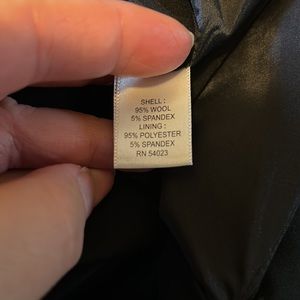 SHELL :
95% WOOL
5% SPANDEX
LINING :
95% POLYESTER
5% SPANDEX
RN 54023